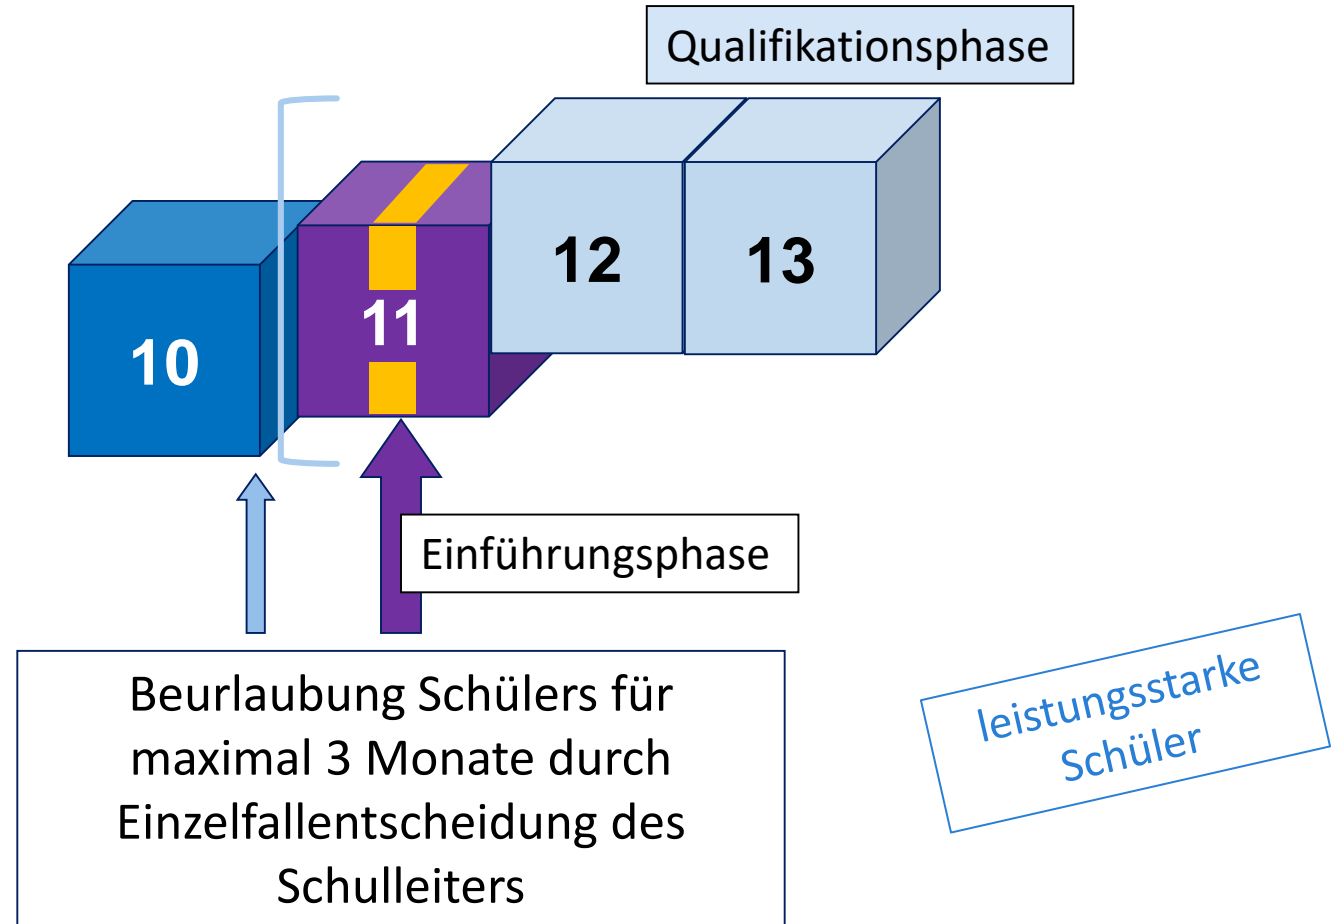 Qualifikationsphase
10
11
12
13
Einführungsphase
Beurlaubung Schülers für
maximal 3 Monate durch
Einzelfallentscheidung des
Schulleiters
leistungsstarke
Schüler